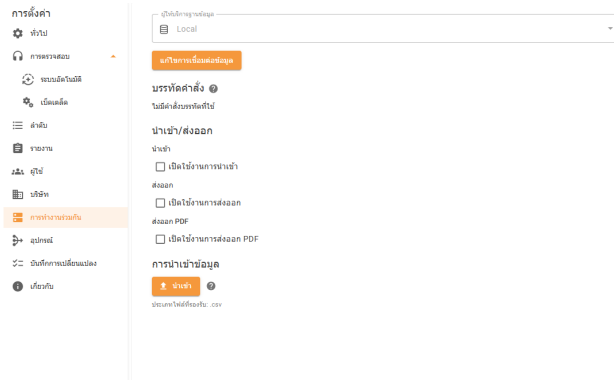 การตั้งค่า
ทั่วไป
การตรวจสอบ
ระบบอัตโนมัติ
เบ็ดเตล็ด
ลำดับ
รายงาน
ผู้ใช้
บริษัท
การทำงานร่วมกัน
อุปกรณ์
บันทึกการเปลี่ยนแปลง
เกี่ยวกับ
ผู้ให้บริการฐานข้อมูล
Local
แก้ไขการเชื่อมต่อข้อมูล
บรรทัดคำสั่ง
ไม่มีคำสั่งบรรทัดที่ใช้
นำเข้า/ส่งออก
นำเข้า
เปิดใช้งานการนำเข้า
ส่งออก
เปิดใช้งานการส่งออก
ส่งออก PDF
เปิดใช้งานการส่งออก PDF
การนำเข้าข้อมูล
นำเข้า
ประเภทไฟล์ที่รองรับ: .csv